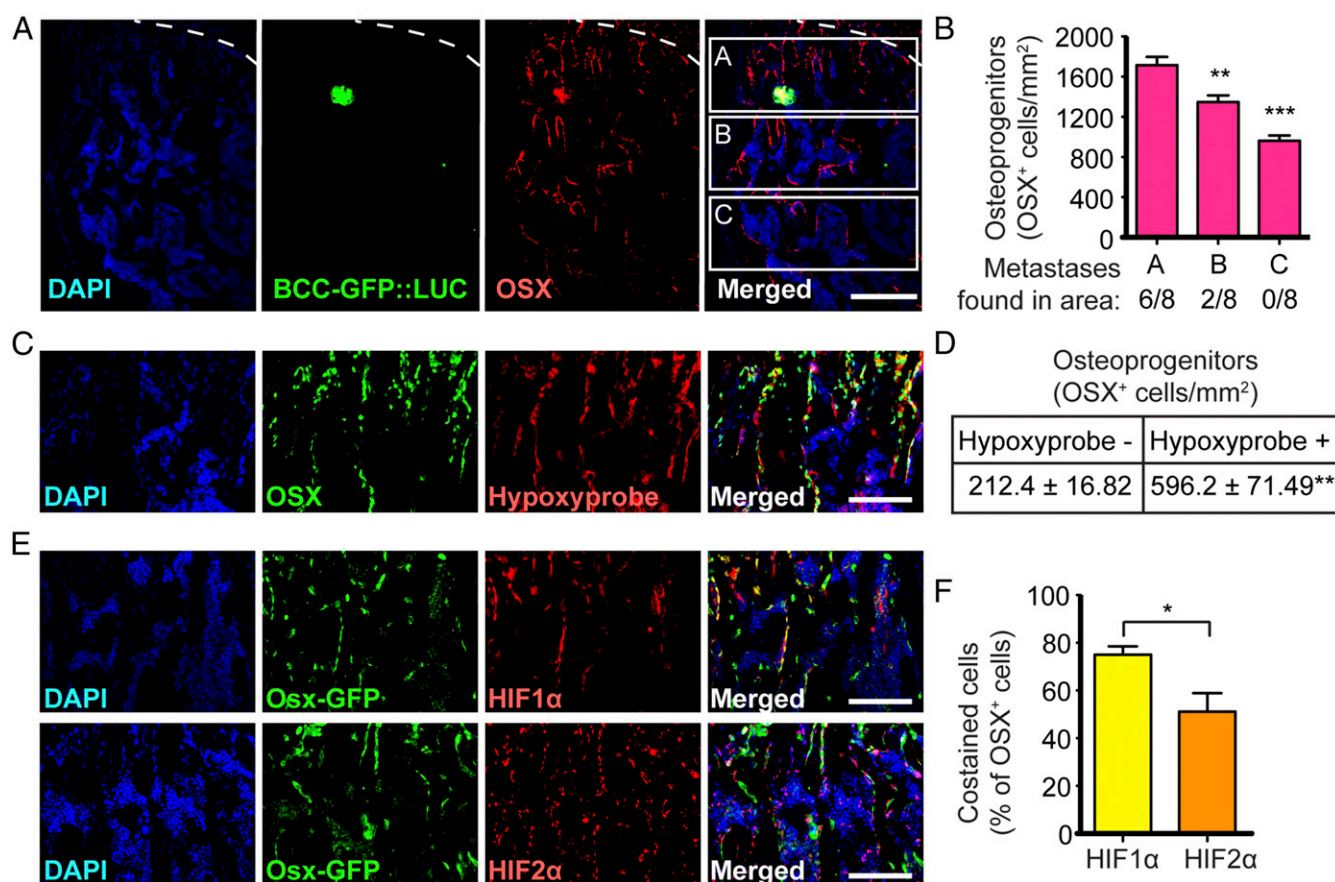 A
DAPI
BCC-GFP::LUC
OSX
A
B
C
Merged
B
Osteoprogenitors
(OSX⁺ cells/mm²)
2000
1600
1200
800
400
0
**
***
Metastases A B C
found in area: 6/8 2/8 0/8
C
DAPI
OSX
Hypoxyprobe
Merged
D
Osteoprogenitors
(OSX⁺ cells/mm²)
Hypoxyprobe - Hypoxyprobe +
212.4 ± 16.82 596.2 ± 71.49**
E
DAPI
Osx-GFP
HIF1α
Merged
DAPI
Osx-GFP
HIF2α
Merged
F
Costained cells
(% of OSX⁺ cells)
100
80
60
40
20
0
*
HIF1α HIF2α